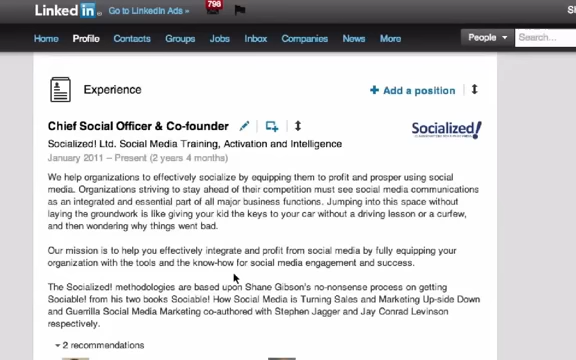 Linked in
Go to LinkedIn Ads »
798
Home Profile Contacts Groups Jobs Inbox Companies News More People Search...
Experience
+ Add a position
Chief Social Officer & Co-founder
Socialized!
Socialized! Ltd. Social Media Training, Activation and Intelligence
January 2011 – Present (2 years 4 months)
We help organizations to effectively socialize by equipping them to profit and prosper using social
media. Organizations striving to stay ahead of their competition must see social media communications
as an integrated and essential part of all major business functions. Jumping into this space without
laying the groundwork is like giving your kid the keys to your car without a driving lesson or a curfew,
and then wondering why things went bad.
Our mission is to help you effectively integrate and profit from social media by fully equipping your
organization with the tools and the know-how for social media engagement and success.
The Socialized! methodologies are based upon Shane Gibson's no-nonsense process on getting
Sociable! from his two books Sociable! How Social Media is Turning Sales and Marketing Up-side Down
and Guerrilla Social Media Marketing co-authored with Stephen Jagger and Jay Conrad Levinson
respectively.
2 recommendations